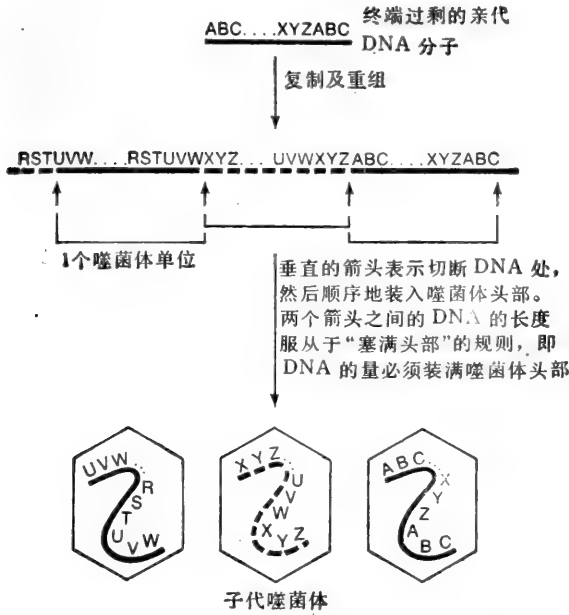 ABC....XYZABC
终端过剩的亲代
DNA 分子
复制及重组
RSTUVW....RSTUVWXYZ...UVWXYZABC....XYZABC
1个噬菌体单位
垂直的箭头表示切断 DNA 处，
然后顺序地装入噬菌体头部。
两个箭头之间的 DNA 的长度
服从于“塞满头部”的规则，即
DNA 的量必须装满噬菌体头部
UVW...RSTUVW
XYZ...UVWXYZ
ABC...XYZABC
子代噬菌体